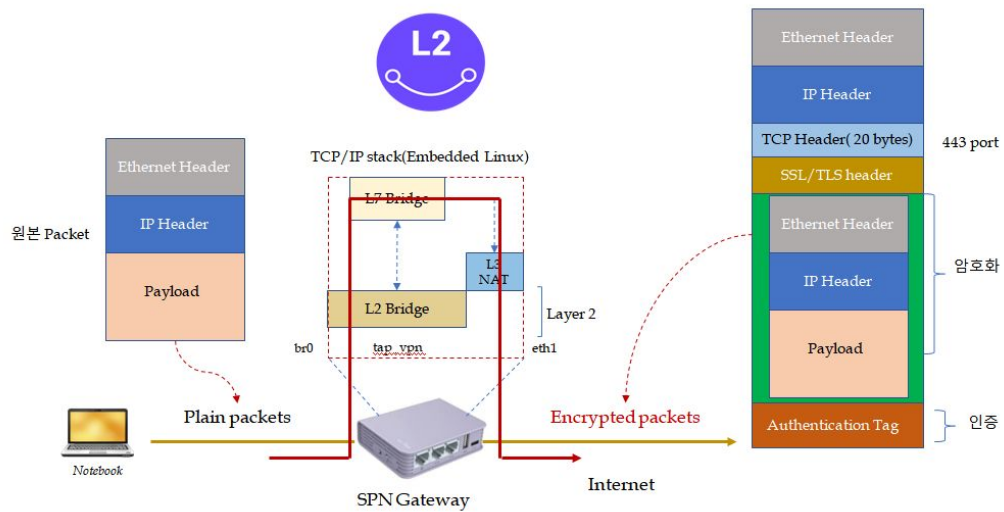 L2
TCP/IP stack(Embedded Linux)
L7 Bridge
L3
NAT
L2 Bridge
Layer 2
br0
tap_vpn
eth1
원본 Packet
Ethernet Header
IP Header
Payload
Plain packets
Encrypted packets
Notebook
SPN Gateway
Internet
Ethernet Header
IP Header
TCP Header( 20 bytes)
443 port
SSL/TLS header
Ethernet Header
IP Header
Payload
암호화
Authentication Tag
인증